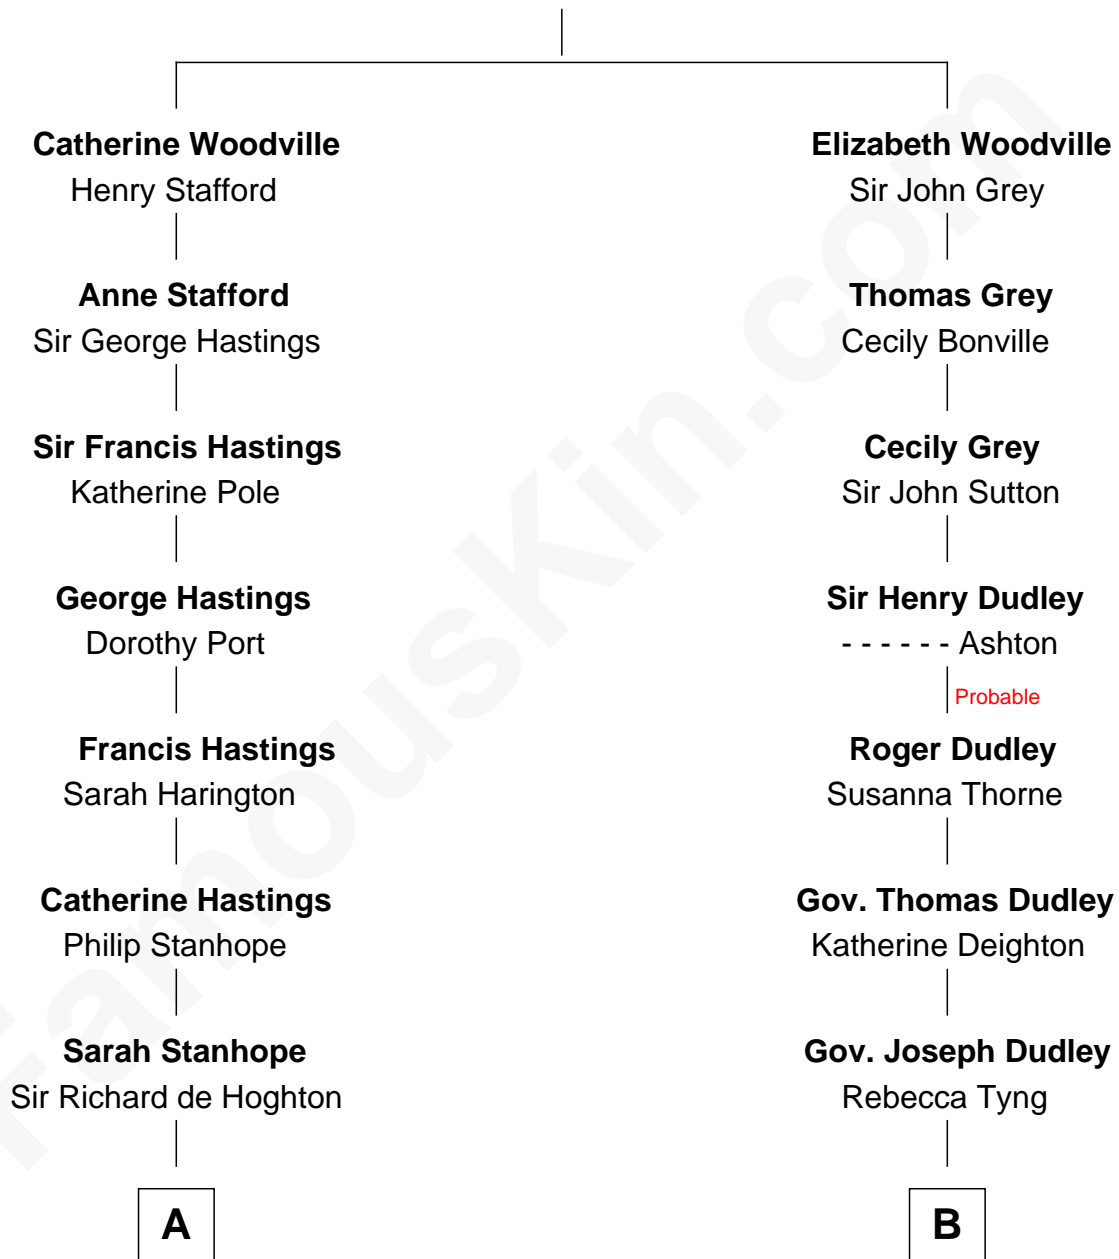 Catherine Woodville
Henry Stafford
Anne Stafford
Sir George Hastings
Sir Francis Hastings
Katherine Pole
George Hastings
Dorothy Port
Francis Hastings
Sarah Harington
Catherine Hastings
Philip Stanhope
Sarah Stanhope
Sir Richard de Hoghton
A
Elizabeth Woodville
Sir John Grey
Thomas Grey
Cecily Bonville
Cecily Grey
Sir John Sutton
Sir Henry Dudley
- - - - - - Ashton
Probable
Roger Dudley
Susanna Thorne
Gov. Thomas Dudley
Katherine Deighton
Gov. Joseph Dudley
Rebecca Tyng
B
FamousKin.com